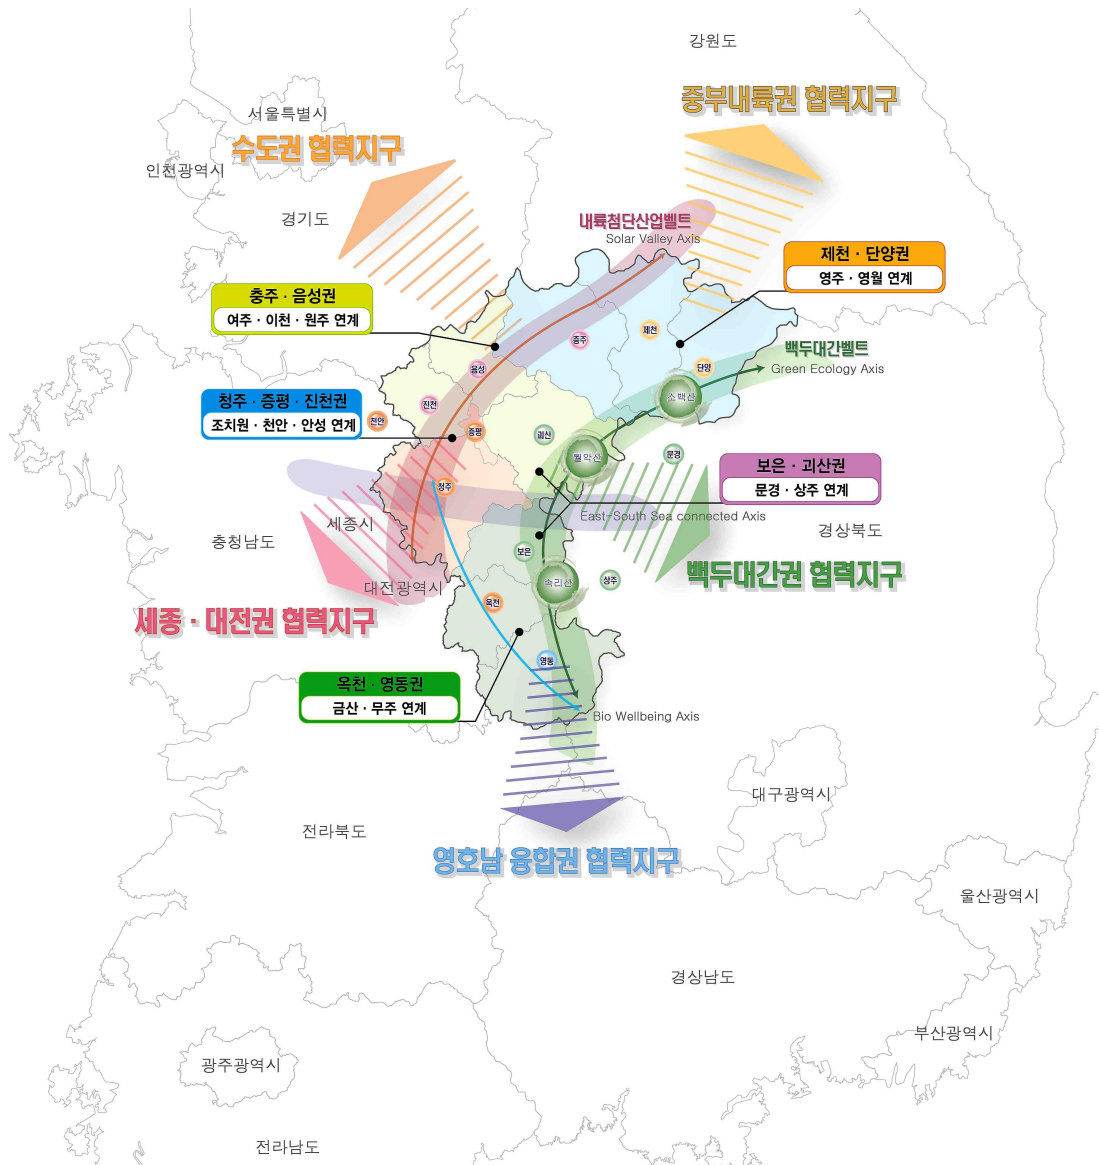 강원도
중부내륙권 협력지구
서울특별시
수도권 협력지구
인천광역시
경기도
내륙첨단산업벨트
Solar Valley Axis
제천 · 단양권
영주 · 영월 연계
충주 · 음성권
여주 · 이천 · 원주 연계
제천
충주
백두대간벨트
Green Ecology Axis
음성
단양
청주 · 증평 · 진천권
조치원 · 천안 · 안성 연계
소백산
진천
천안
증평
괴산
월악산
문경
보은 · 괴산권
문경 · 상주 연계
청주
East-South Sea connected Axis
세종시
경상북도
충청남도
보은
백두대간권 협력지구
속리산
상주
대전광역시
옥천
세종 · 대전권 협력지구
영동
옥천 · 영동권
금산 · 무주 연계
Bio Wellbeing Axis
대구광역시
전라북도
영호남 융합권 협력지구
울산광역시
경상남도
부산광역시
광주광역시
전라남도